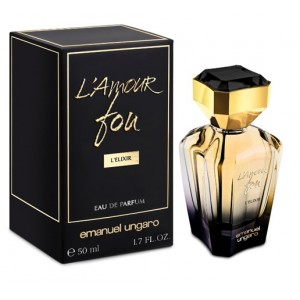 L'AMOUR
fou
L'ELIXIR
EAU DE PARFUM
emanuel ungaro
e 50 ml 1.7 FL.OZ
L'AMOUR
fou
L'ELIXIR
emanuel ungaro